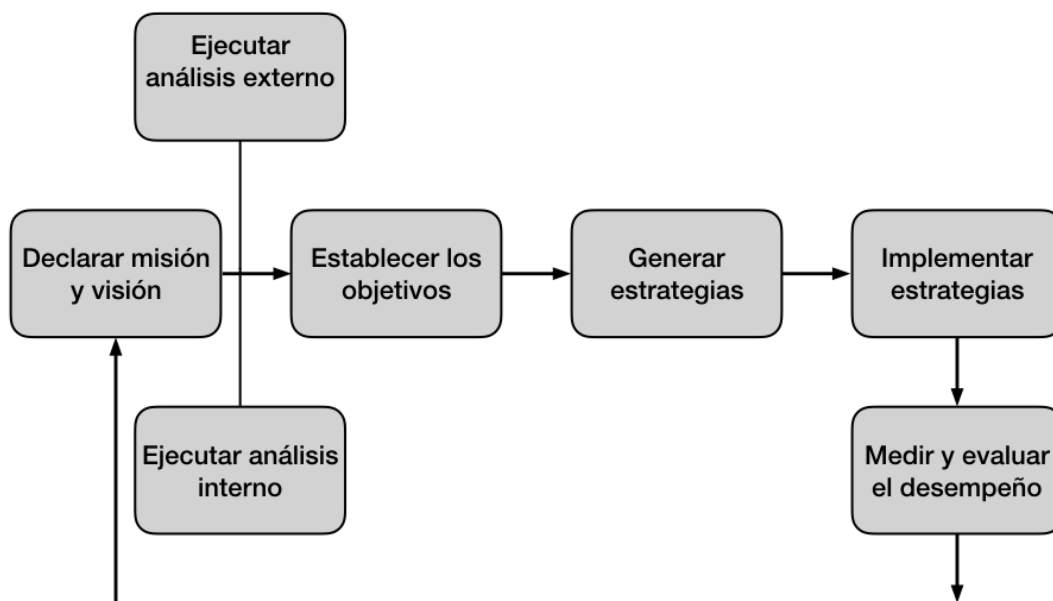 Ejecutar
análisis externo
Declarar misión
y visión
Establecer los
objetivos
Generar
estrategias
Implementar
estrategias
Ejecutar análisis
interno
Medir y evaluar
el desempeño